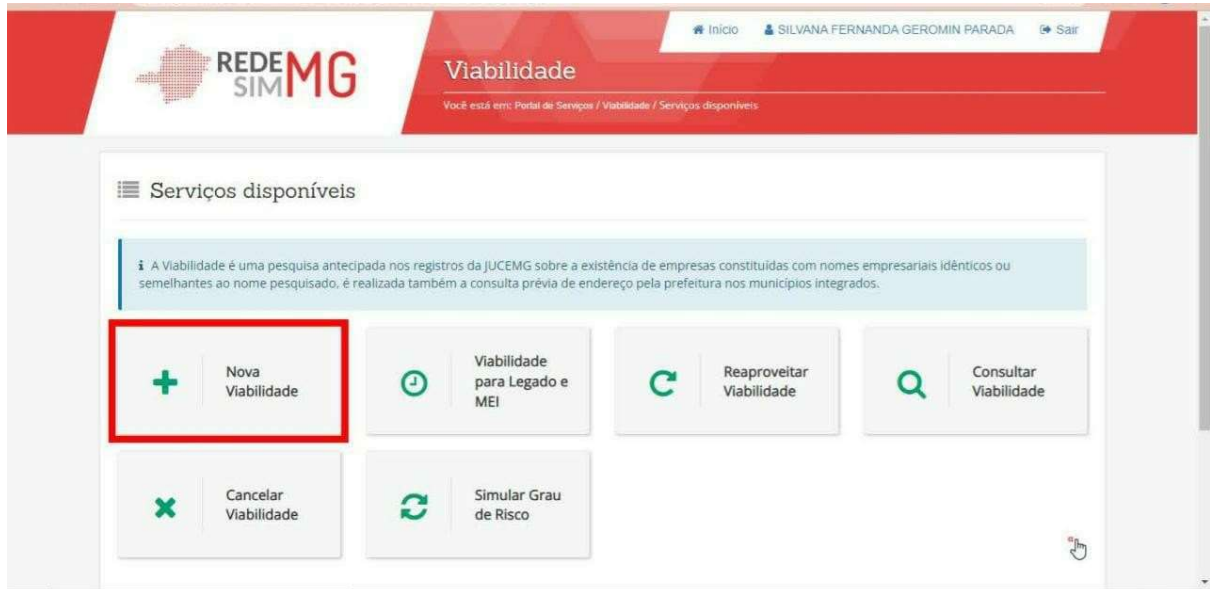 Início SILVANA FERNANDA GEROMIN PARADA Sair
REDE SIM MG
Viabilidade
Você está em: Portal de Serviços / Viabilidade / Serviços disponíveis
Serviços disponíveis
i A Viabilidade é uma pesquisa antecipada nos registros da JUCEMG sobre a existência de empresas constituídas com nomes empresariais idênticos ou
semelhantes ao nome pesquisado, é realizada também a consulta prévia de endereço pela prefeitura nos municípios integrados.
Nova
Viabilidade
Viabilidade
para Legado e
MEI
Reaproveitar
Viabilidade
Consultar
Viabilidade
Cancelar
Viabilidade
Simular Grau
de Risco